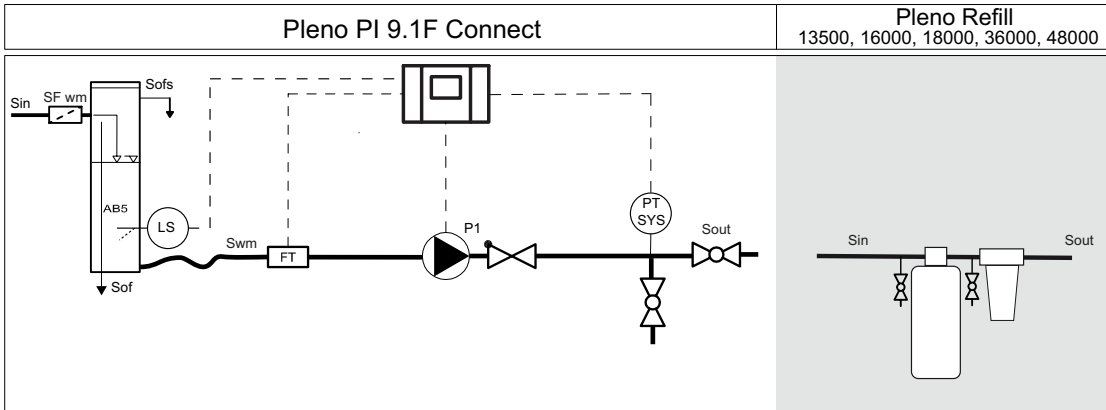 Pleno PI 9.1F Connect
Pleno Refill
13500, 16000, 18000, 36000, 48000
Sin
SF wm
Sofs
AB5
LS
Sof
Swm
FT
P1
PT
SYS
Sout
Sin
Sout